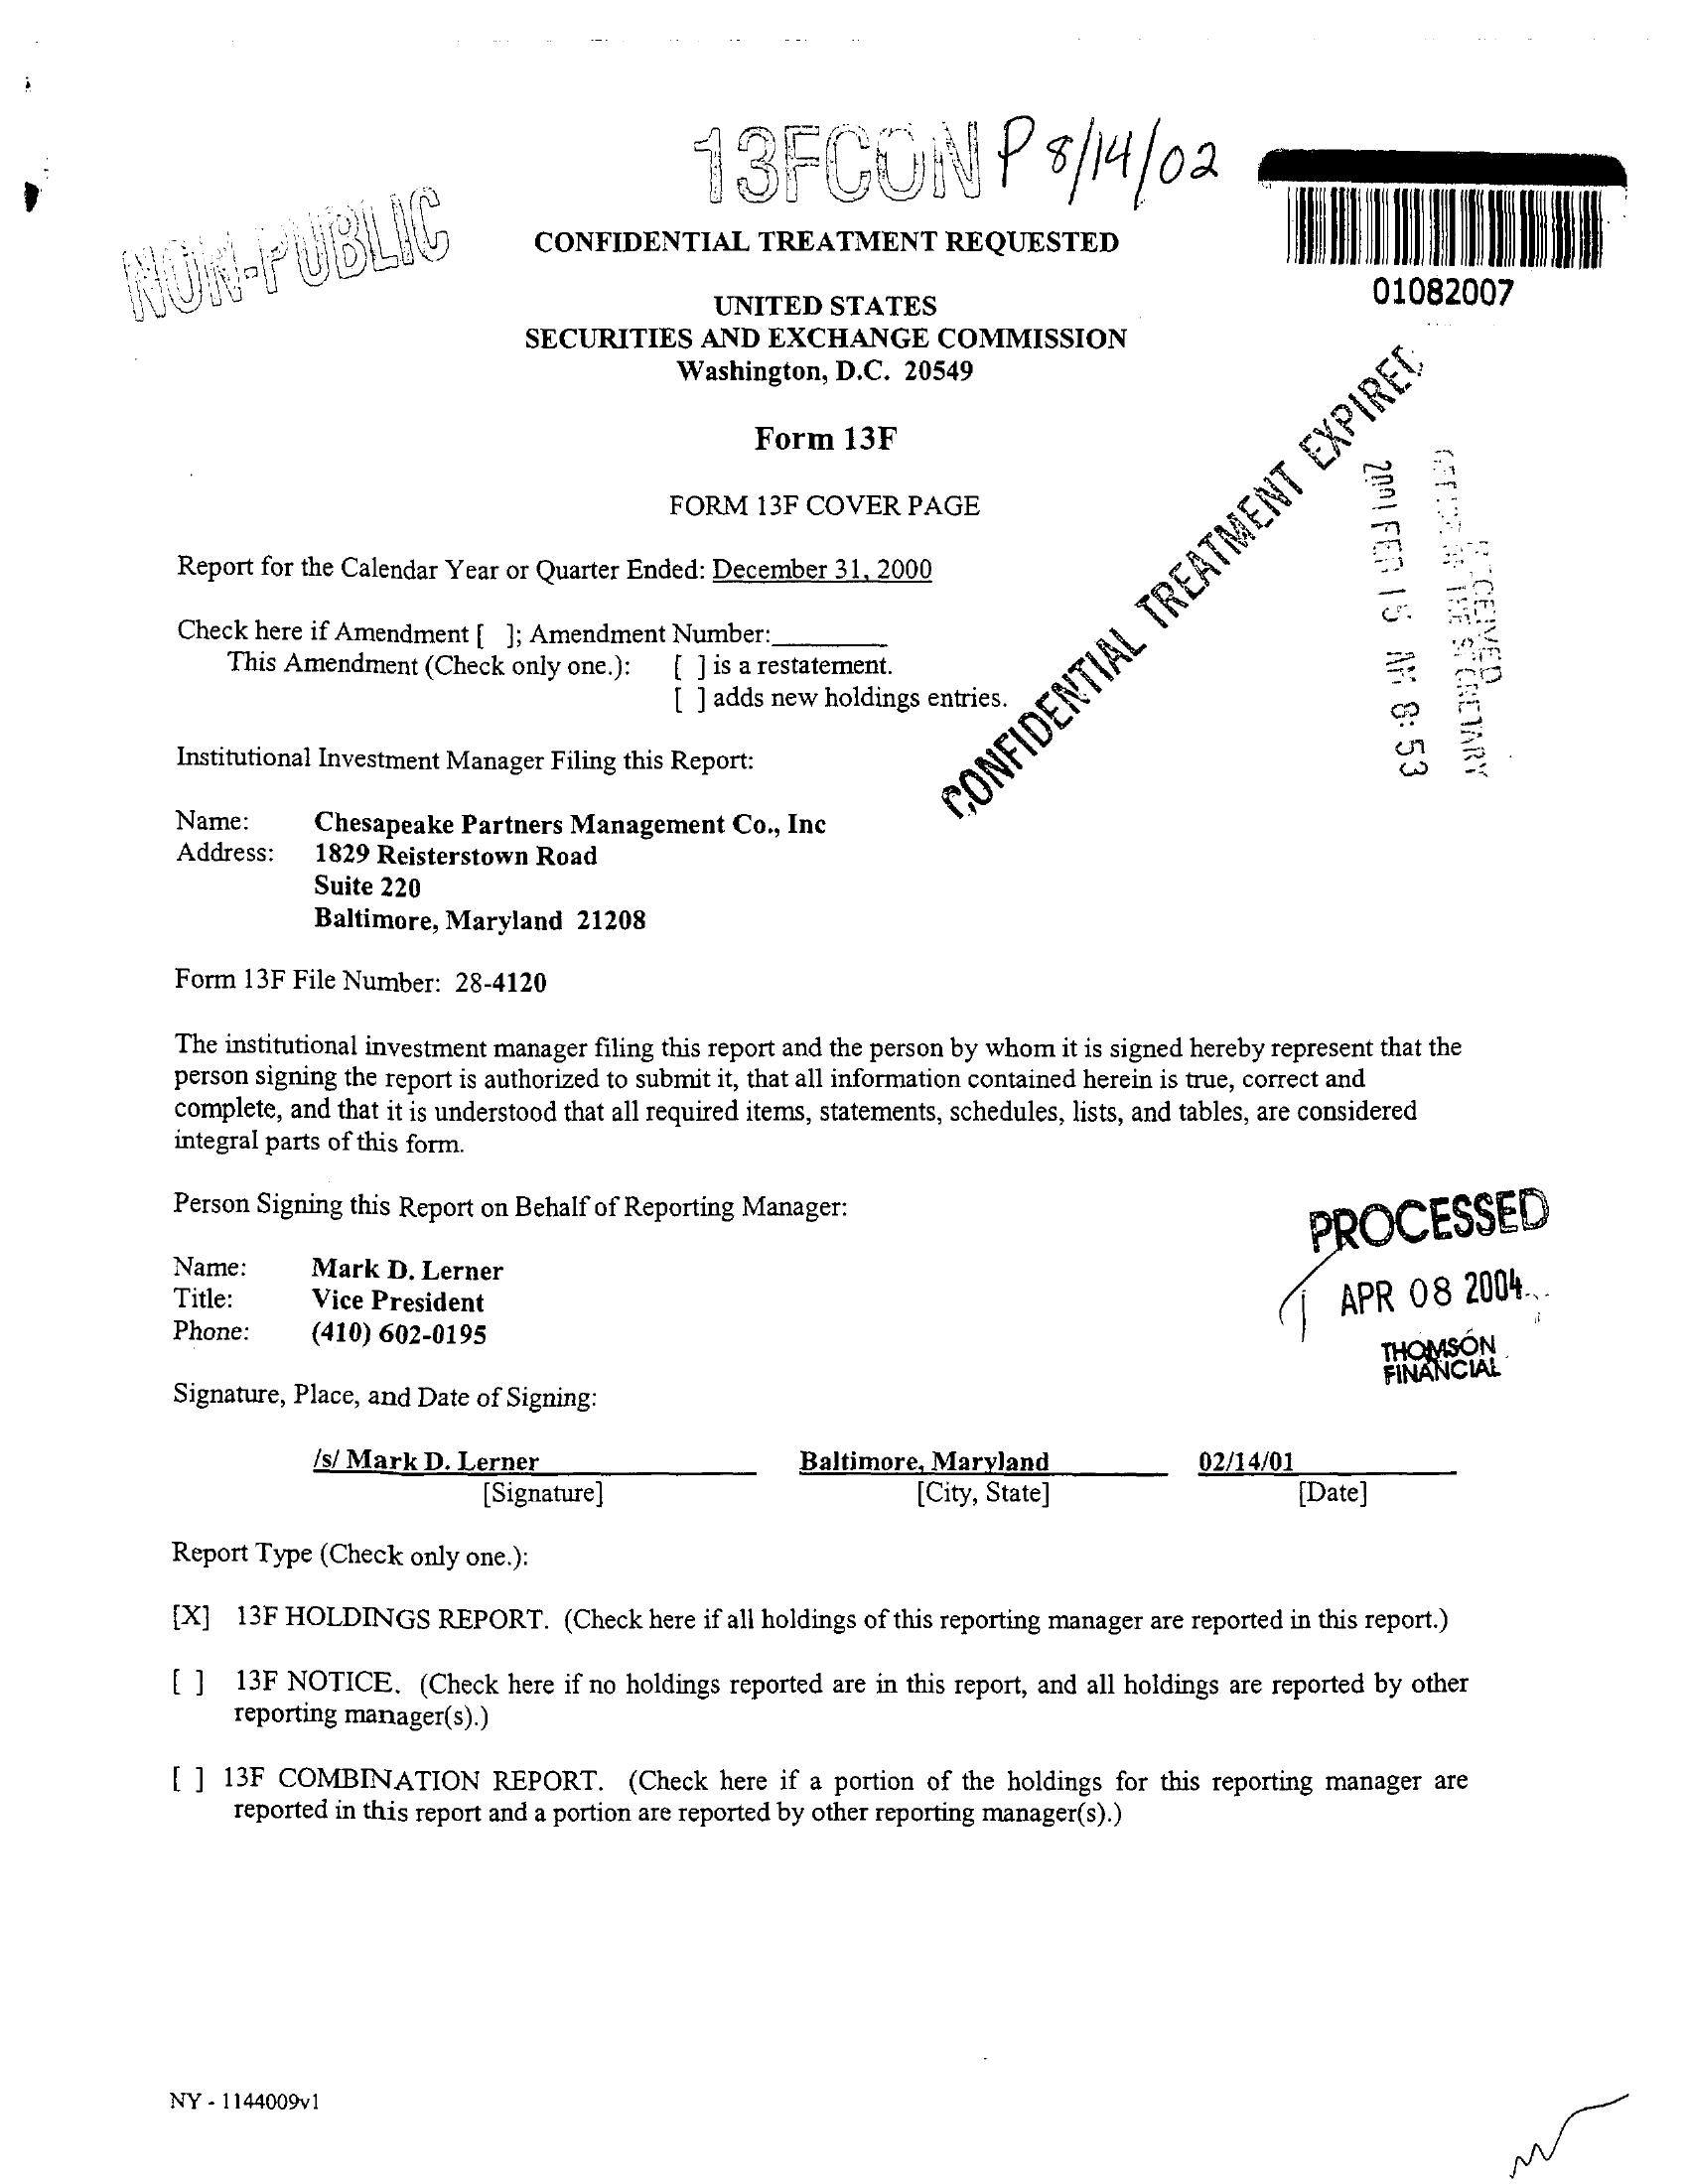 13FCON P 8/14/02
NON-PUBLIC
CONFIDENTIAL TREATMENT REQUESTED
01082007
UNITED STATES
SECURITIES AND EXCHANGE COMMISSION
Washington, D.C. 20549
Form 13F
CONFIDENTIAL TREATMENT EXPIRED
FORM 13F COVER PAGE
2001 FEB 15 AM 8:53
RECEIVED
OFFICE OF THE SECRETARY
Report for the Calendar Year or Quarter Ended: December 31, 2000
Check here if Amendment [ ]; Amendment Number:
This Amendment (Check only one.): [ ] is a restatement.
[ ] adds new holdings entries.
Institutional Investment Manager Filing this Report:
Name: Chesapeake Partners Management Co., Inc
Address: 1829 Reisterstown Road
Suite 220
Baltimore, Maryland 21208
Form 13F File Number: 28-4120
The institutional investment manager filing this report and the person by whom it is signed hereby represent that the
person signing the report is authorized to submit it, that all information contained herein is true, correct and
complete, and that it is understood that all required items, statements, schedules, lists, and tables, are considered
integral parts of this form.
Person Signing this Report on Behalf of Reporting Manager:
PROCESSED
APR 08 2004
THOMSON
FINANCIAL
Name: Mark D. Lerner
Title: Vice President
Phone: (410) 602-0195
Signature, Place, and Date of Signing:
/s/ Mark D. Lerner Baltimore, Maryland 02/14/01
[Signature] [City, State] [Date]
Report Type (Check only one.):
[X] 13F HOLDINGS REPORT. (Check here if all holdings of this reporting manager are reported in this report.)
[ ] 13F NOTICE. (Check here if no holdings reported are in this report, and all holdings are reported by other
reporting manager(s).)
[ ] 13F COMBINATION REPORT. (Check here if a portion of the holdings for this reporting manager are
reported in this report and a portion are reported by other reporting manager(s).)
NY - 1144009v1